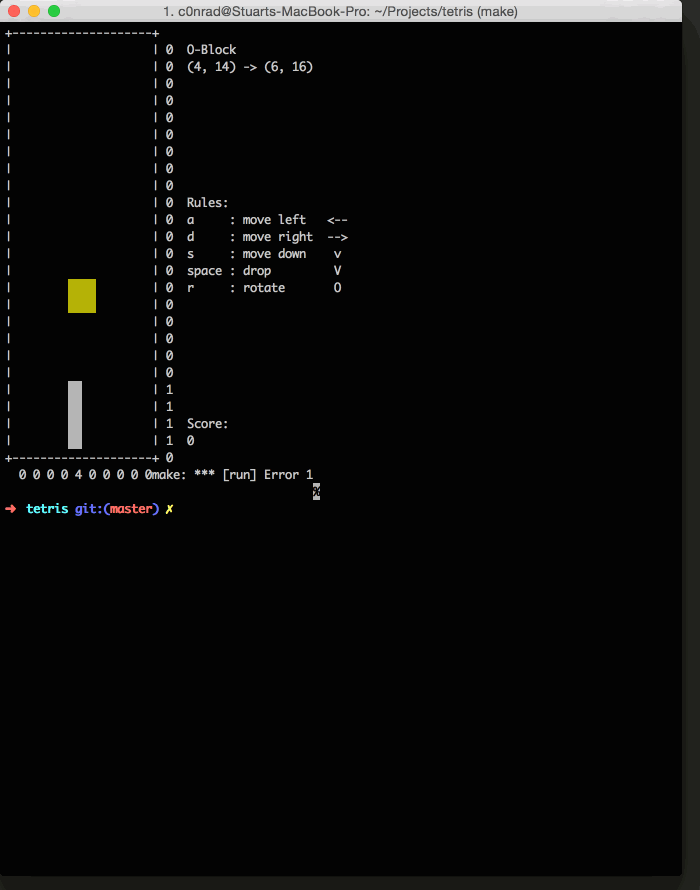 1. c0nrad@Stuarts-MacBook-Pro: ~/Projects/tetris (make)
+--------------------+
|                    | 0  O-Block
|                    | 0  (4, 14) -> (6, 16)
|                    | 0
|                    | 0
|                    | 0
|                    | 0
|                    | 0
|                    | 0
|                    | 0
|                    | 0  Rules:
|                    | 0  a     : move left   <--
|                    | 0  d     : move right  -->
|                    | 0  s     : move down    v
|                    | 0  space : drop         V
|                    | 0  r     : rotate       O
|                    | 0
|                    | 0
|                    | 0
|                    | 0
|                    | 0
|                    | 1
|                    | 1
|                    | 1  Score:
|                    | 1  0
+--------------------+ 0
0 0 0 0 4 0 0 0 0 0make: *** [run] Error 1
%
➜  tetris git:(master) ✗